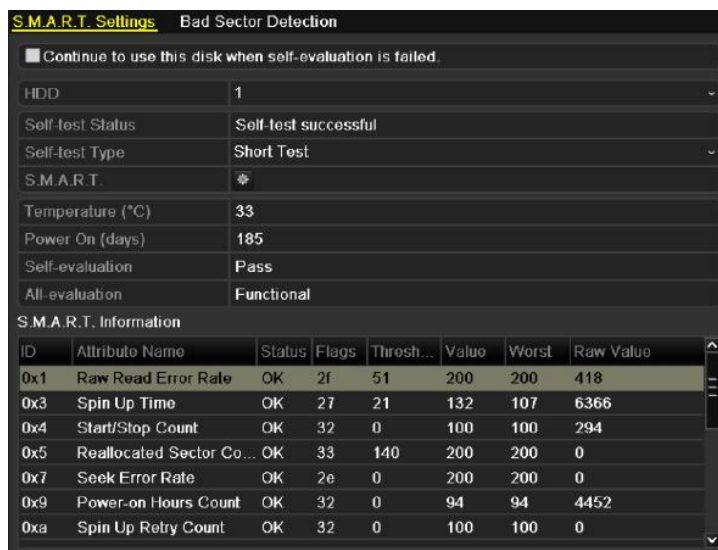 S.M.A.R.T. Settings Bad Sector Detection
Continue to use this disk when self-evaluation is failed.
HDD 1
Self-test Status Self-test successful
Self-test Type Short Test
S.M.A.R.T.
Temperature (°C) 33
Power On (days) 185
Self-evaluation Pass
All-evaluation Functional
S.M.A.R.T. Information
ID Attribute Name Status Flags Thresh... Value Worst Raw Value
0x1 Raw Read Error Rate OK 2f 51 200 200 418
0x3 Spin Up Time OK 27 21 132 107 6366
0x4 Start/Stop Count OK 32 0 100 100 294
0x5 Reallocated Sector Co... OK 33 140 200 200 0
0x7 Seek Error Rate OK 2e 0 200 200 0
0x9 Power-on Hours Count OK 32 0 94 94 4452
0xa Spin Up Retry Count OK 32 0 100 100 0